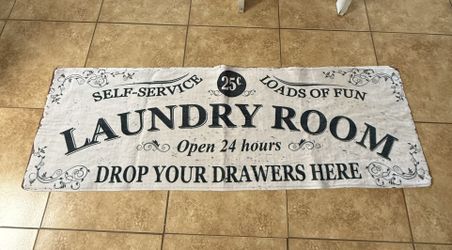 25¢
SELF-SERVICE LOADS OF FUN
LAUNDRY ROOM
Open 24 hours
DROP YOUR DRAWERS HERE